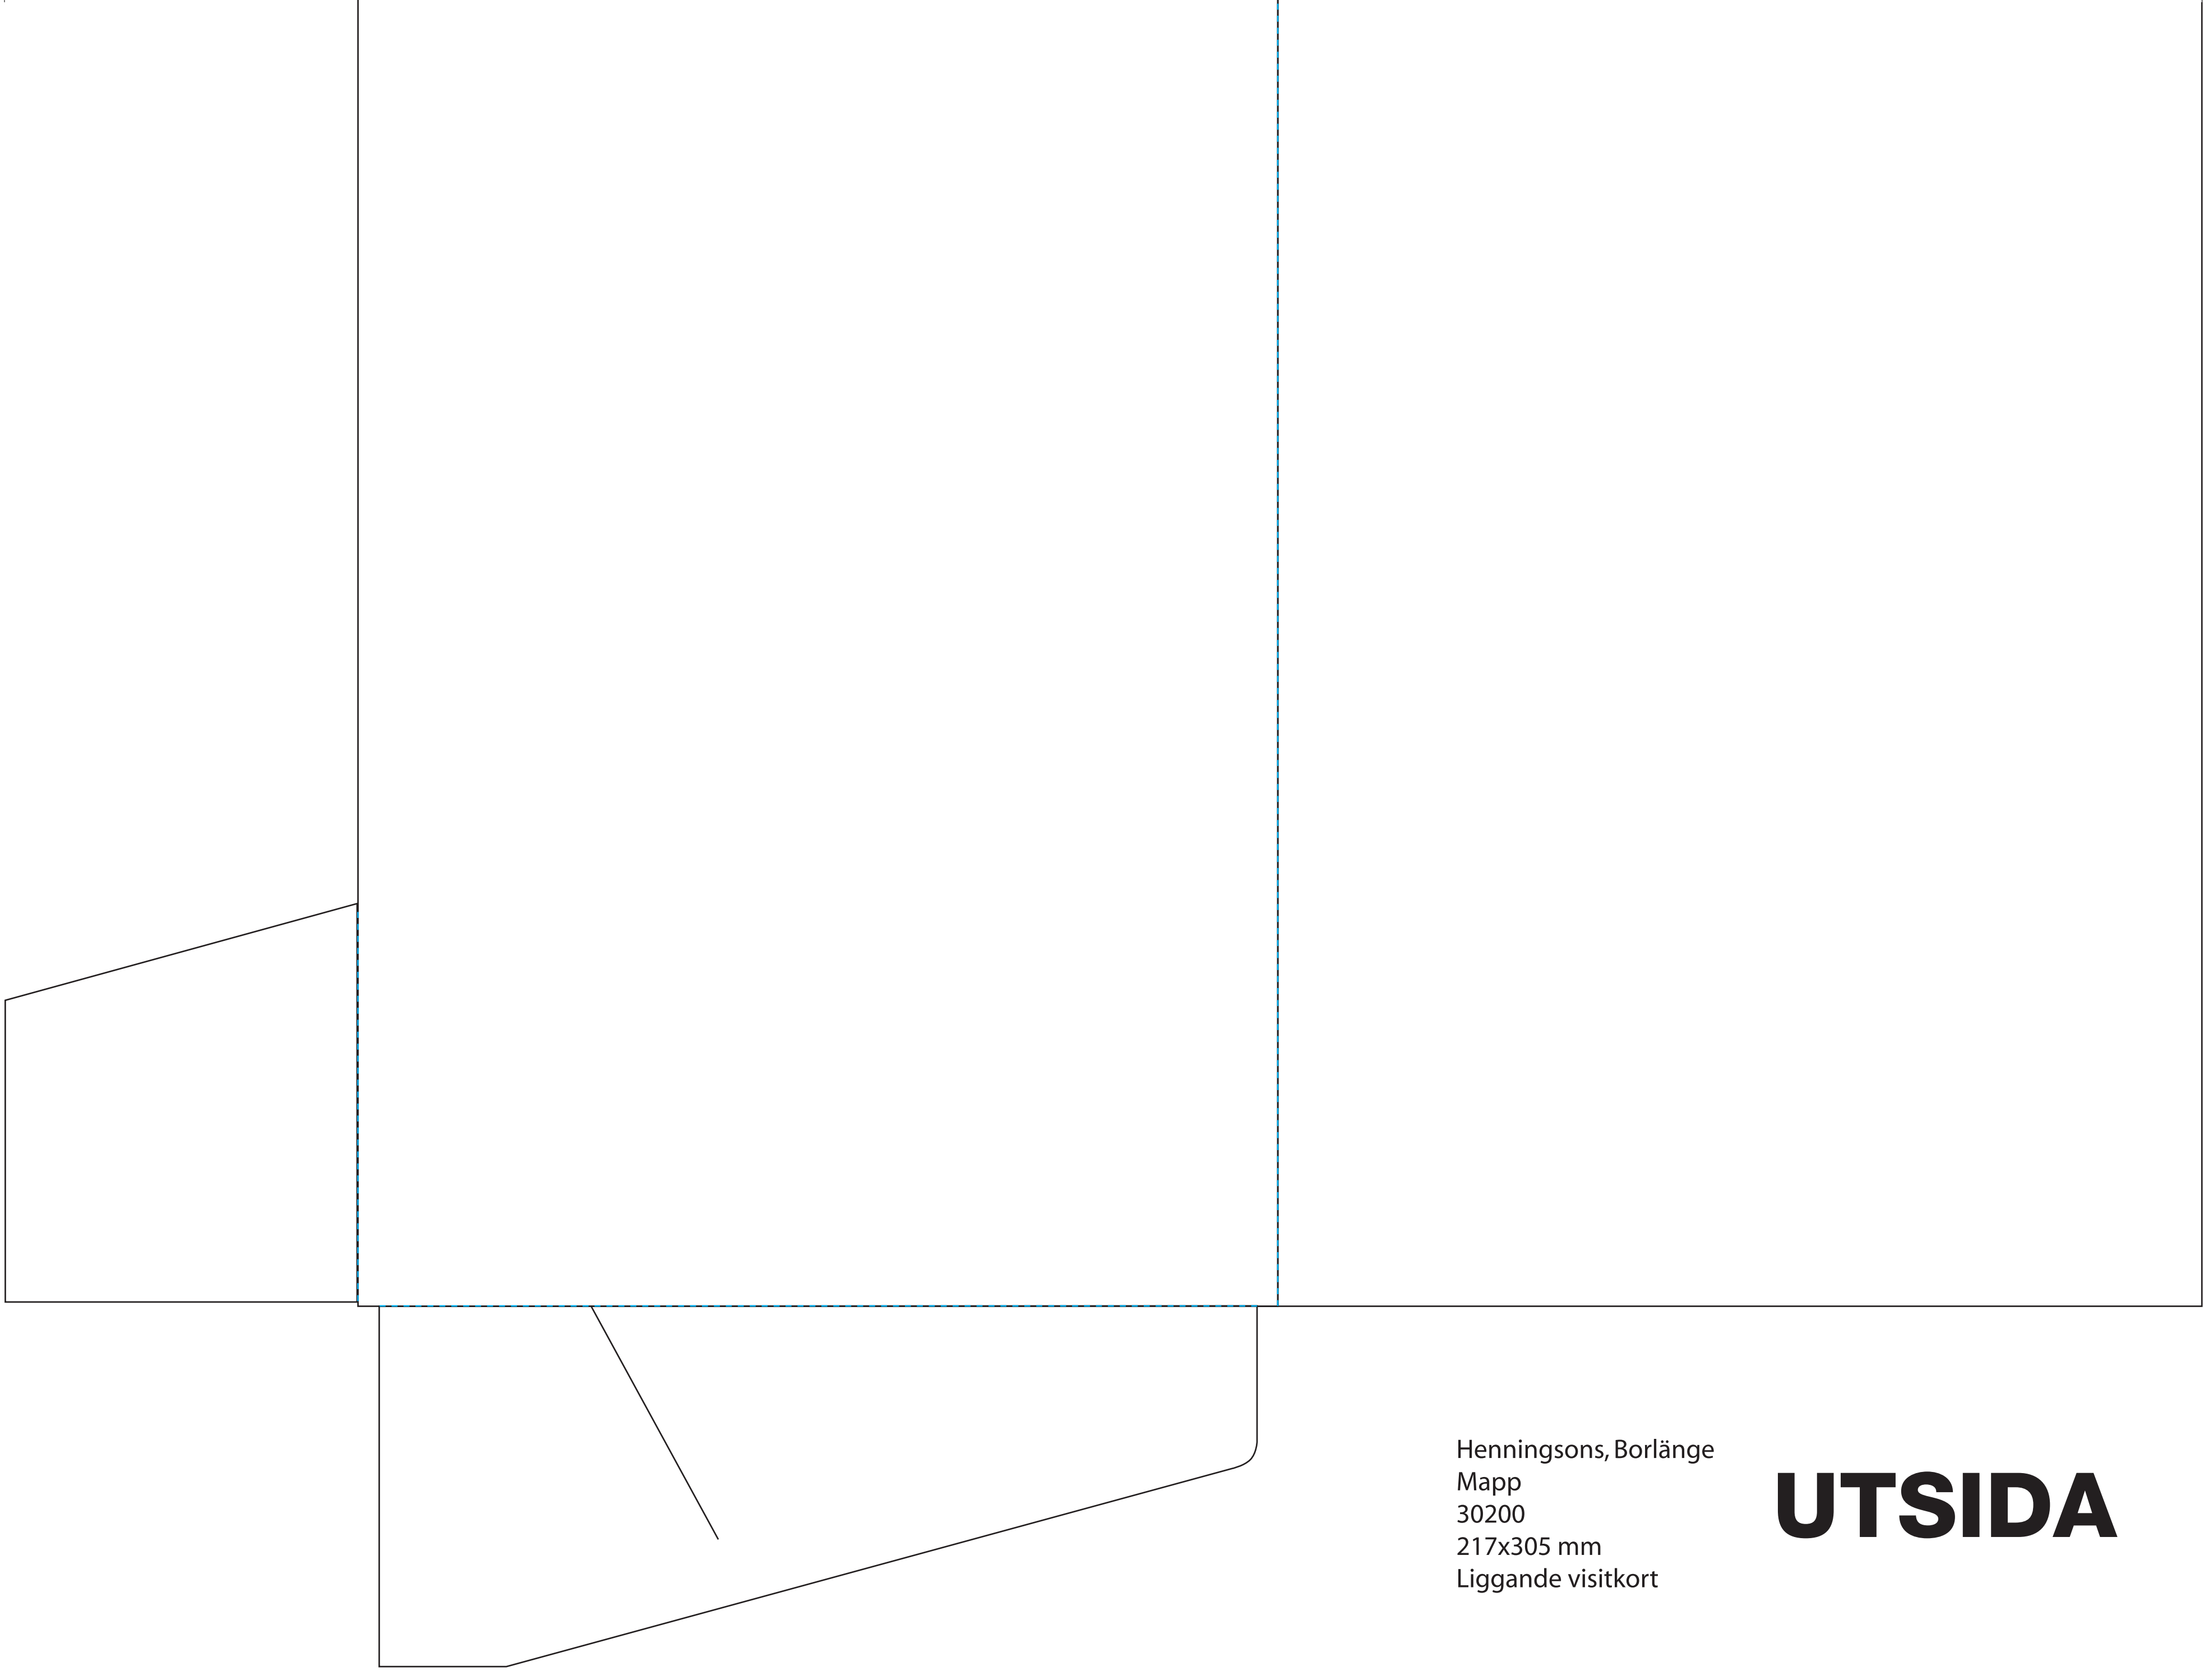 Henningsons, Borlänge
Mapp
30200
217x305 mm
Liggande visitkort
UTSIDA